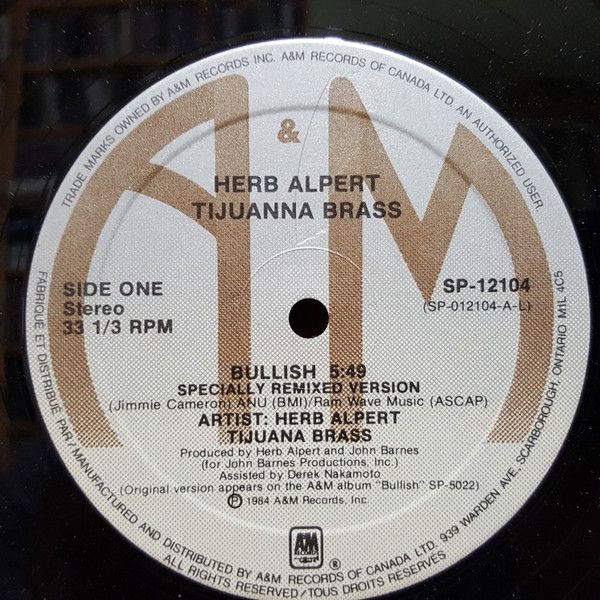 TRADE MARKS OWNED BY A&M RECORDS INC. A&M RECORDS OF CANADA LTD. AN AUTHORIZED USER
A & M
HERB ALPERT
TIJUANNA BRASS
SIDE ONE
Stereo
33 1/3 RPM
SP-12104
(SP-012104-A-L)
BULLISH 5:49
SPECIALLY REMIXED VERSION
(Jimmie Cameron) ANU (BMI)/Ram Wave Music (ASCAP)
ARTIST: HERB ALPERT
TIJUANA BRASS
Produced by Herb Alpert and John Barnes
(for John Barnes Productions, Inc.)
Assisted by Derek Nakamoto
(Original version appears on the A&M album "Bullish" SP-5022)
℗ 1984 A&M Records, Inc.
A&M RECORDS ®
FABRIQUÉ ET DISTRIBUÉ PAR / MANUFACTURED AND DISTRIBUTED BY A&M RECORDS OF CANADA LTD. 939 WARDEN AVE., SCARBOROUGH, ONTARIO M1L 4C5
ALL RIGHTS RESERVED / TOUS DROITS RÉSERVÉS